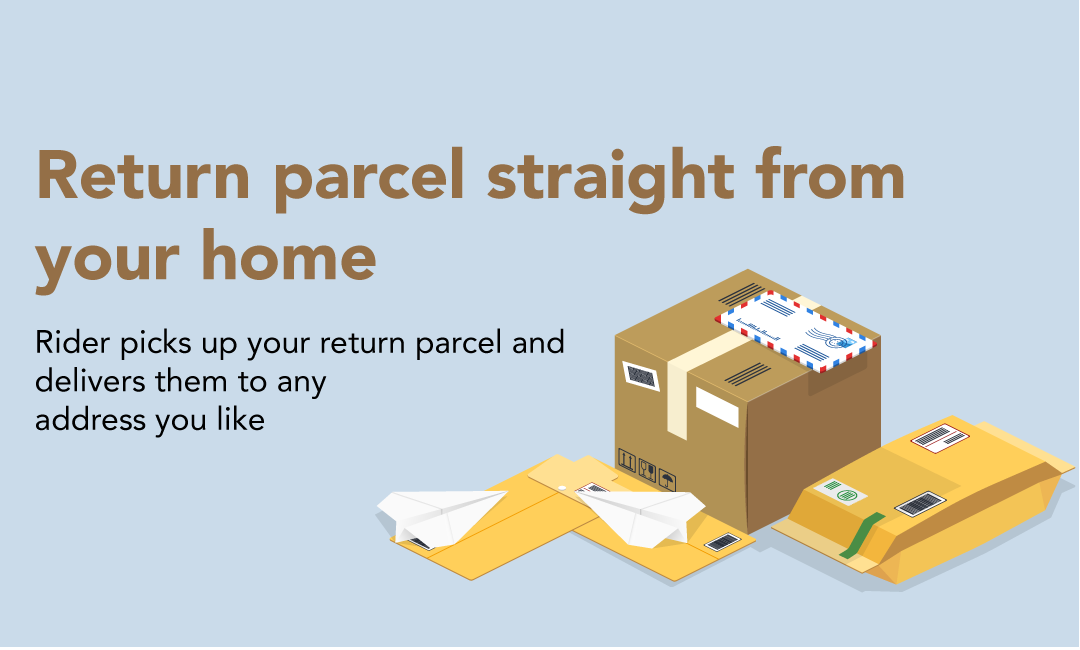 Return parcel straight from
your home
Rider picks up your return parcel and
delivers them to any
address you like